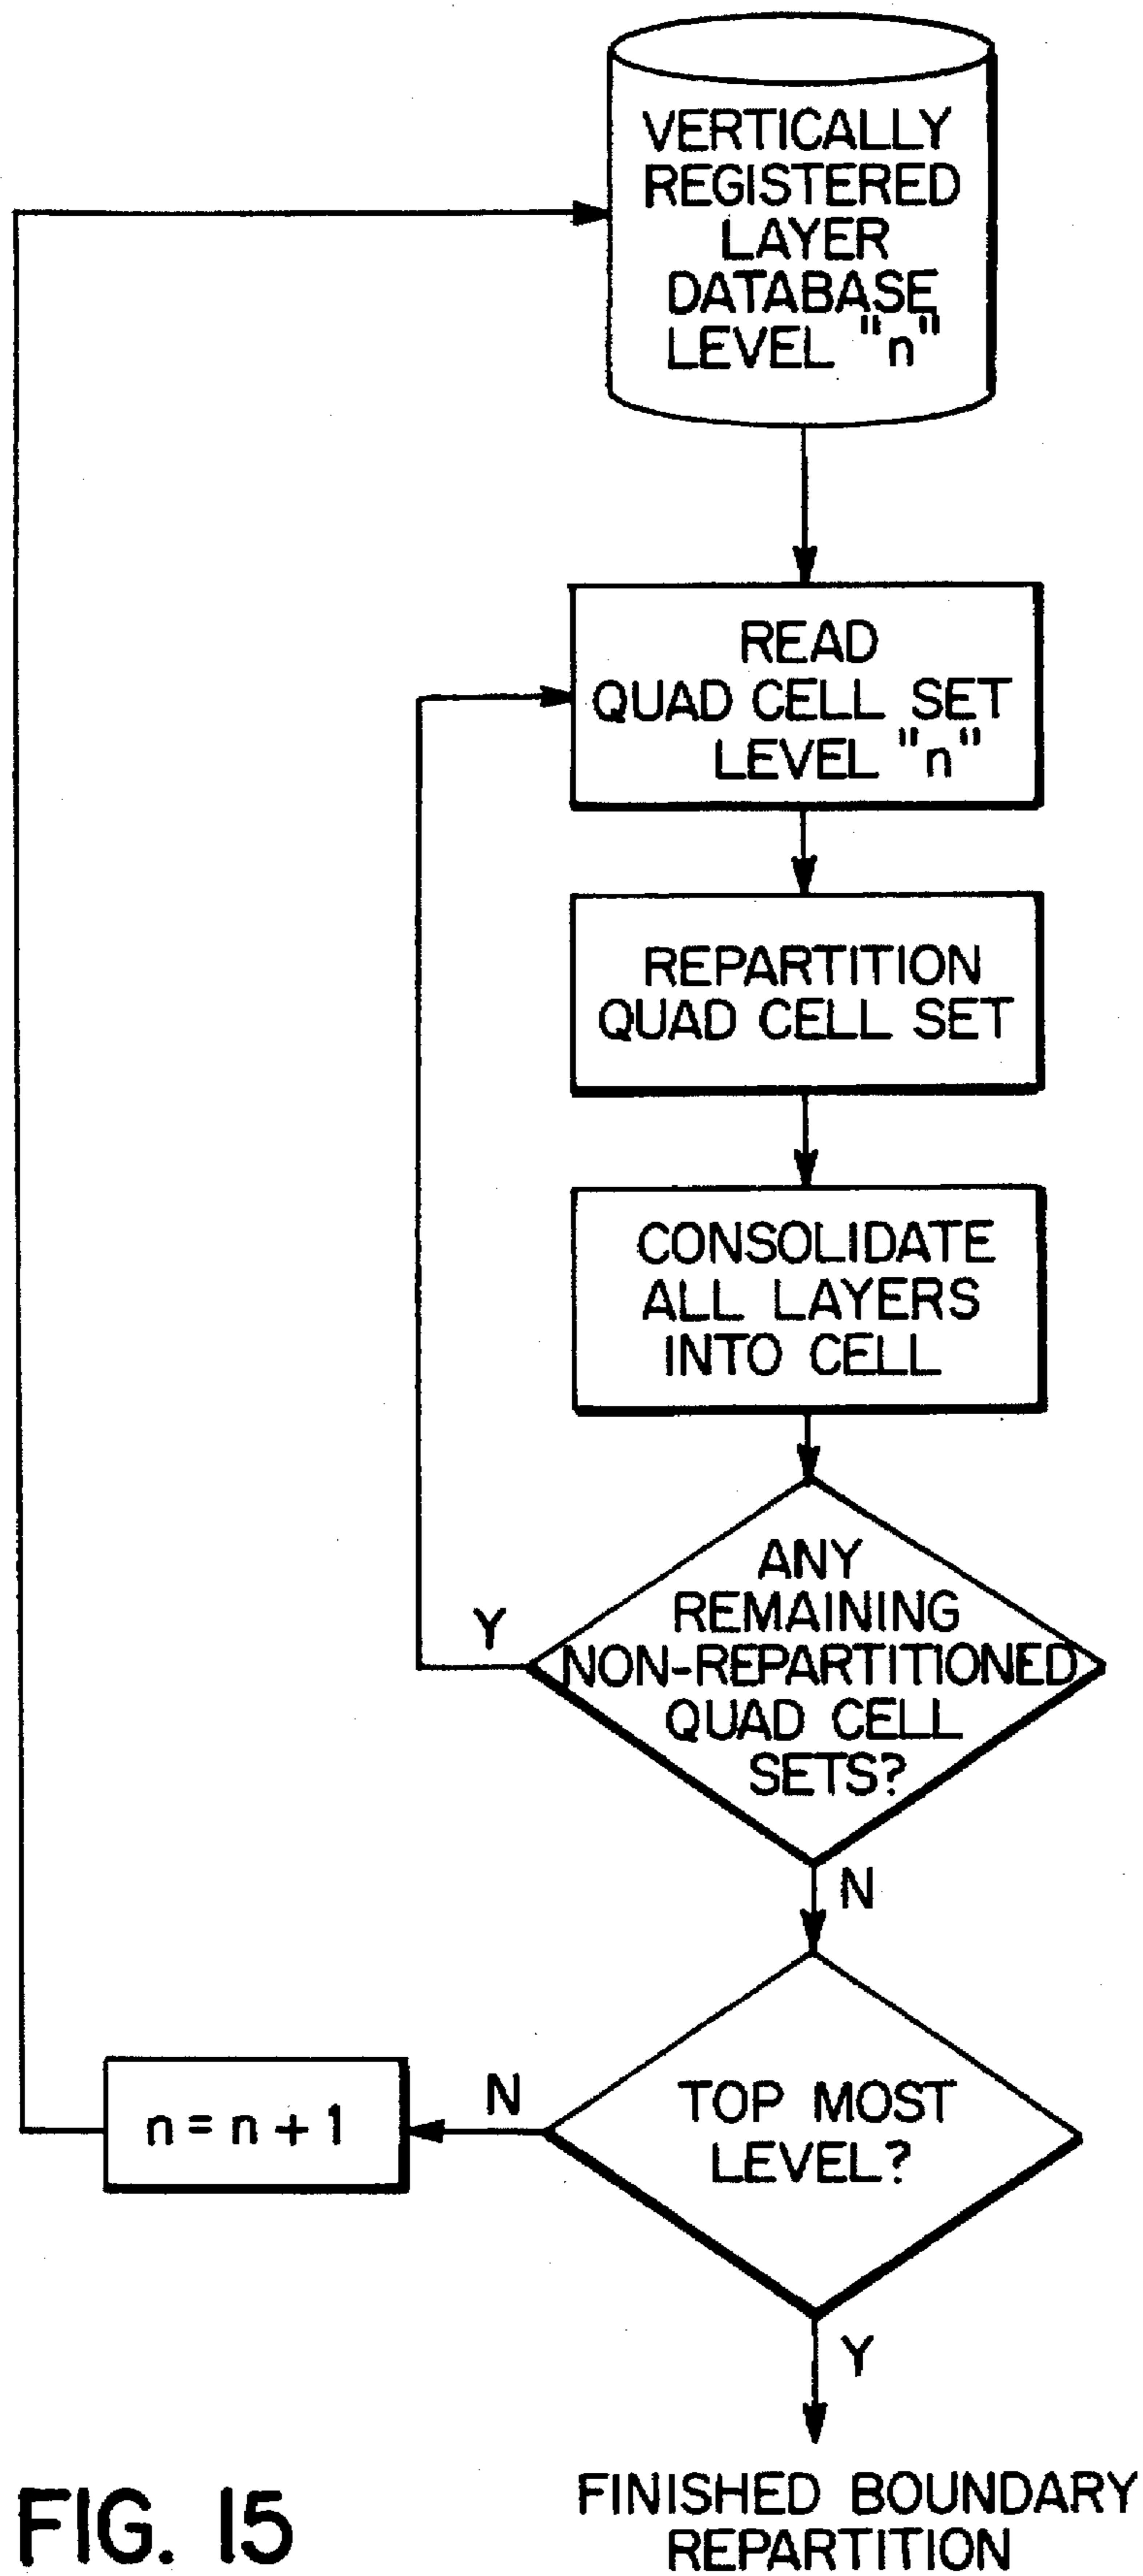 VERTICALLY
REGISTERED
LAYER
DATABASE
LEVEL "n"
READ
QUAD CELL SET
LEVEL "n"
REPARTITION
QUAD CELL SET
CONSOLIDATE
ALL LAYERS
INTO CELL
ANY
REMAINING
NON-REPARTITIONED
QUAD CELL
SETS?
Y
N
TOP MOST
LEVEL?
N
n = n + 1
Y
FINISHED BOUNDARY
REPARTITION
FIG. 15